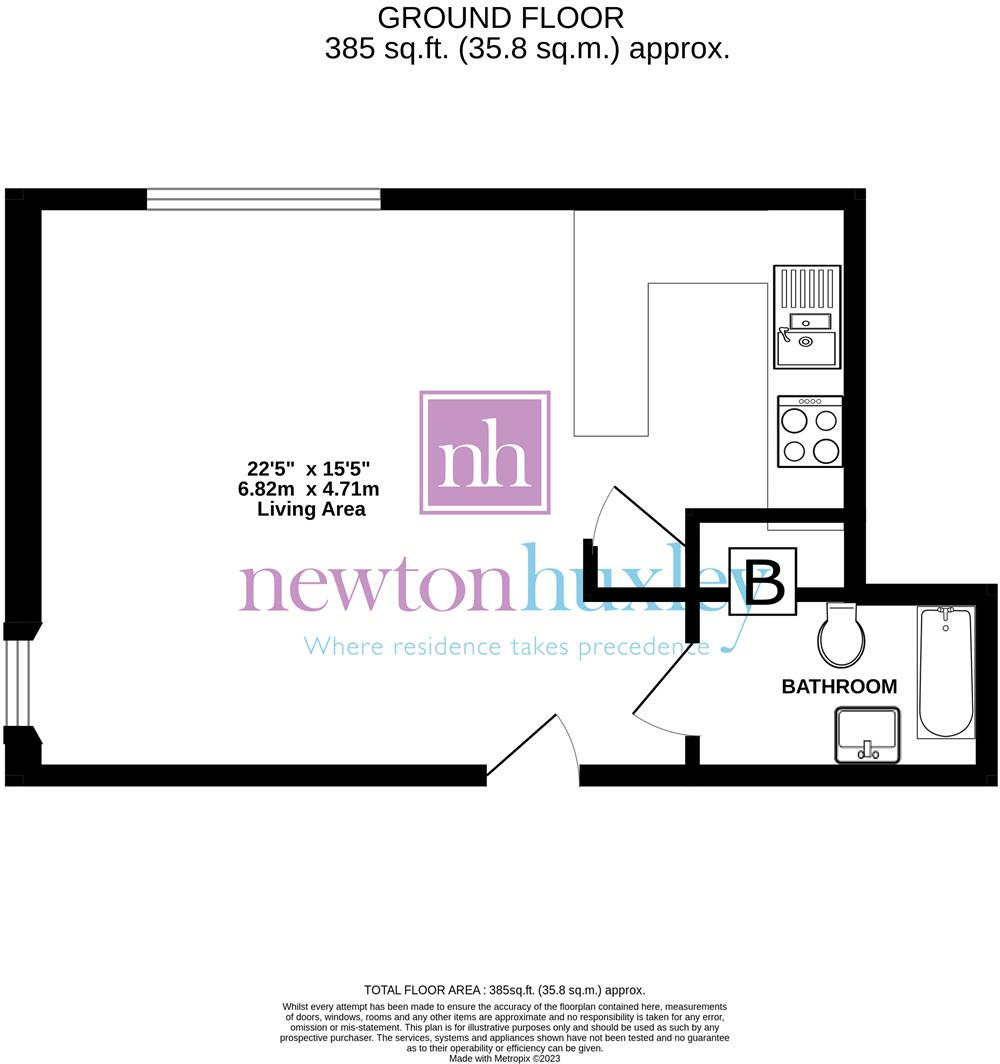 GROUND FLOOR
385 sq.ft. (35.8 sq.m.) approx.
nh
22'5"  x 15'5"
6.82m  x 4.71m
Living Area
newtonhuxley
Where residence takes precedence
B
BATHROOM
TOTAL FLOOR AREA : 385sq.ft. (35.8 sq.m.) approx.
Whilst every attempt has been made to ensure the accuracy of the floorplan contained here, measurements
of doors, windows, rooms and any other items are approximate and no responsibility is taken for any error,
omission or mis-statement. This plan is for illustrative purposes only and should be used as such by any
prospective purchaser. The services, systems and appliances shown have not been tested and no guarantee
as to their operability or efficiency can be given.
Made with Metropix ©2023